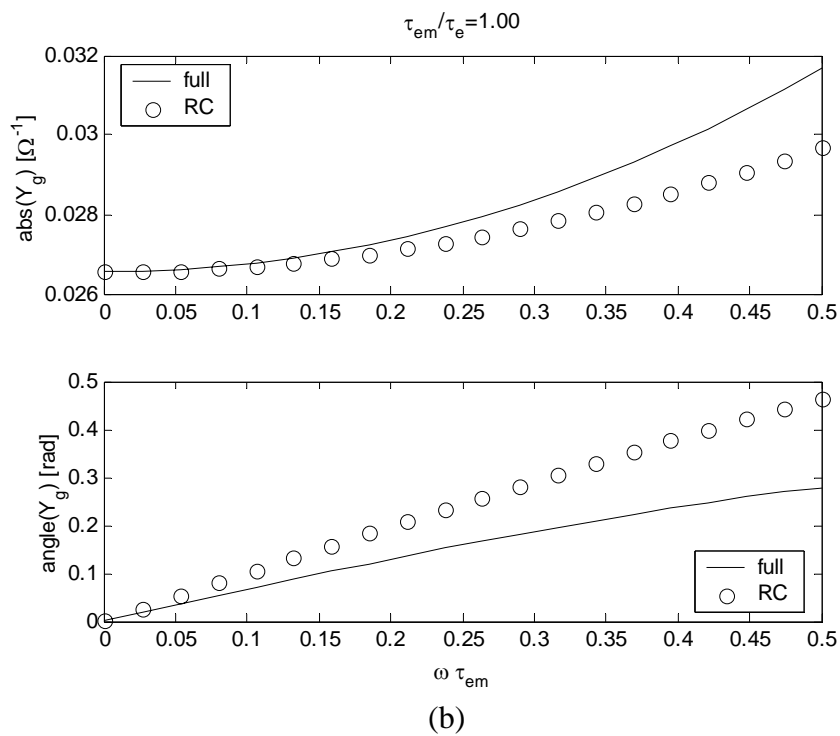 τem/τe=1.00
0.032
0.03
0.028
0.026
abs(Yg) [Ω-1]
full
RC
0 0.05 0.1 0.15 0.2 0.25 0.3 0.35 0.4 0.45 0.5
0.5
0.4
0.3
0.2
0.1
0
angle(Yg) [rad]
full
RC
0 0.05 0.1 0.15 0.2 0.25 0.3 0.35 0.4 0.45 0.5
ω τem
(b)